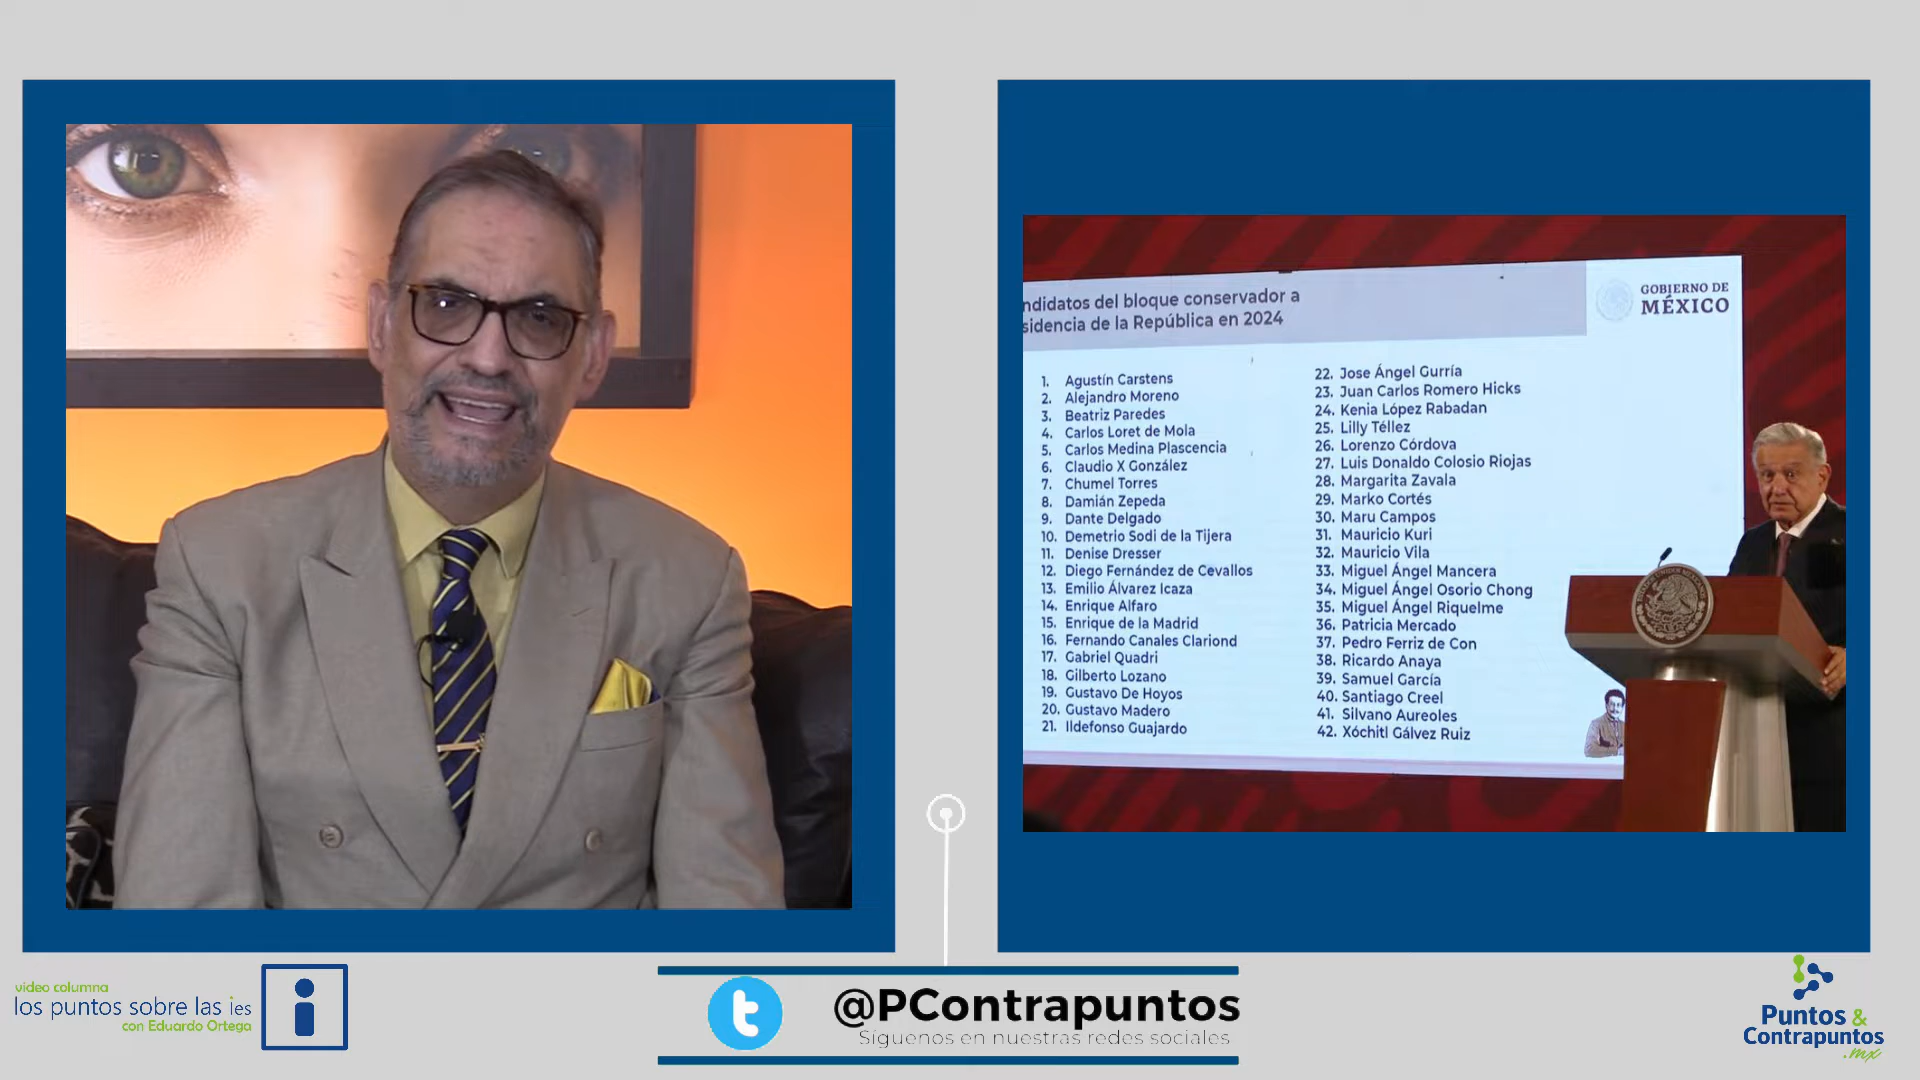 ndidatos del bloque conservador a
sidencia de la República en 2024
GOBIERNO DE
MÉXICO
1. Agustín Carstens
2. Alejandro Moreno
3. Beatriz Paredes
4. Carlos Loret de Mola
5. Carlos Medina Plascencia
6. Claudio X González
7. Chumel Torres
8. Damián Zepeda
9. Dante Delgado
10. Demetrio Sodi de la Tijera
11. Denise Dresser
12. Diego Fernández de Cevallos
13. Emilio Álvarez Icaza
14. Enrique Alfaro
15. Enrique de la Madrid
16. Fernando Canales Clariond
17. Gabriel Quadri
18. Gilberto Lozano
19. Gustavo De Hoyos
20. Gustavo Madero
21. Ildefonso Guajardo
22. Jose Ángel Gurría
23. Juan Carlos Romero Hicks
24. Kenia López Rabadan
25. Lilly Téllez
26. Lorenzo Córdova
27. Luis Donaldo Colosio Riojas
28. Margarita Zavala
29. Marko Cortés
30. Maru Campos
31. Mauricio Kuri
32. Mauricio Vila
33. Miguel Ángel Mancera
34. Miguel Ángel Osorio Chong
35. Miguel Ángel Riquelme
36. Patricia Mercado
37. Pedro Ferriz de Con
38. Ricardo Anaya
39. Samuel García
40. Santiago Creel
41. Silvano Aureoles
42. Xóchitl Gálvez Ruiz
video columna
los puntos sobre las ies
con Eduardo Ortega
@PContrapuntos
Síguenos en nuestras redes sociales
Puntos &
Contrapuntos
.mx